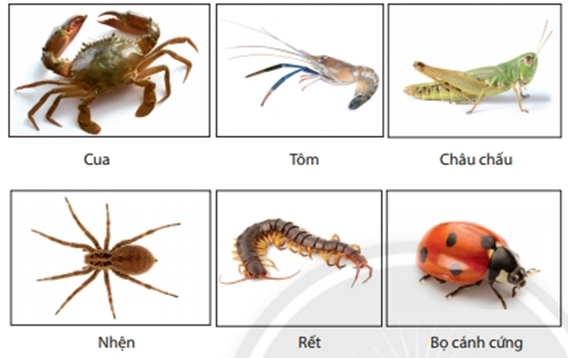 Cua
Tôm
Châu chấu
Nhện
Rết
Bọ cánh cứng